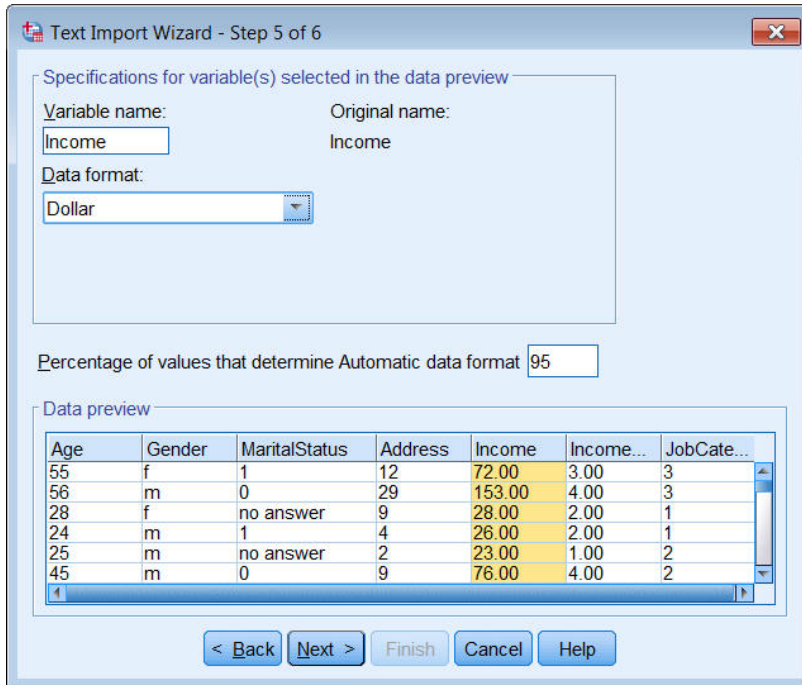 Text Import Wizard - Step 5 of 6
Specifications for variable(s) selected in the data preview
Variable name: Original name:
Income Income
Data format:
Dollar
Percentage of values that determine Automatic data format 95
Data preview
Age Gender MaritalStatus Address Income Income... JobCate...
55 f 1 12 72.00 3.00 3
56 m 0 29 153.00 4.00 3
28 f no answer 9 28.00 2.00 1
24 m 1 4 26.00 2.00 1
25 m no answer 2 23.00 1.00 2
45 m 0 9 76.00 4.00 2
< Back Next > Finish Cancel Help